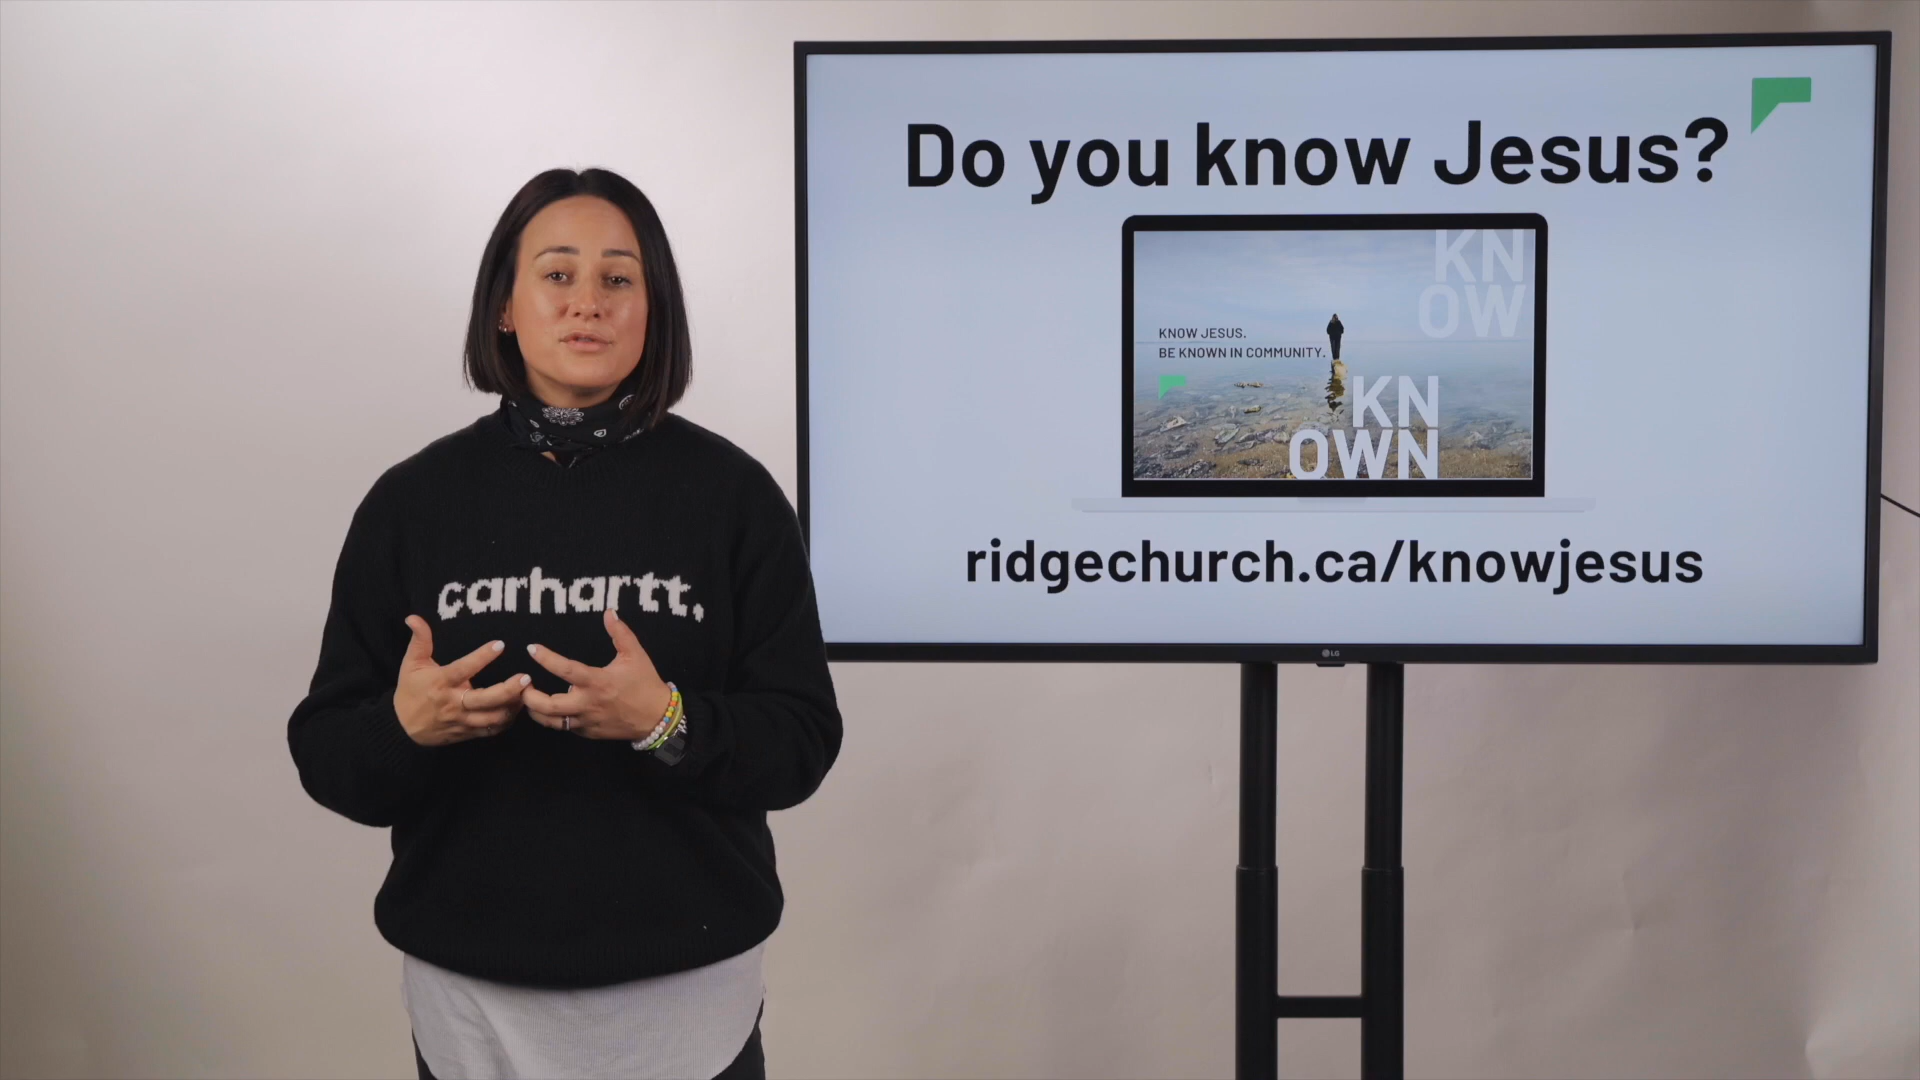 Do you know Jesus?
KN
OW
KNOW JESUS.
BE KNOWN IN COMMUNITY.
KN
OWN
ridgechurch.ca/knowjesus
LG
carhartt.